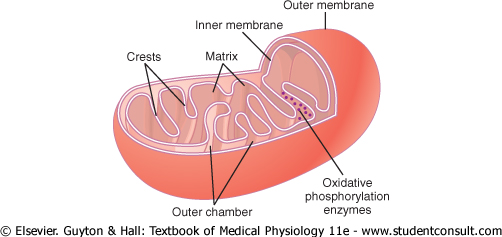 Outer membrane
Inner membrane
Crests
Matrix
Outer chamber
Oxidative
phosphorylation
enzymes
© Elsevier. Guyton & Hall: Textbook of Medical Physiology 11e - www.studentconsult.com